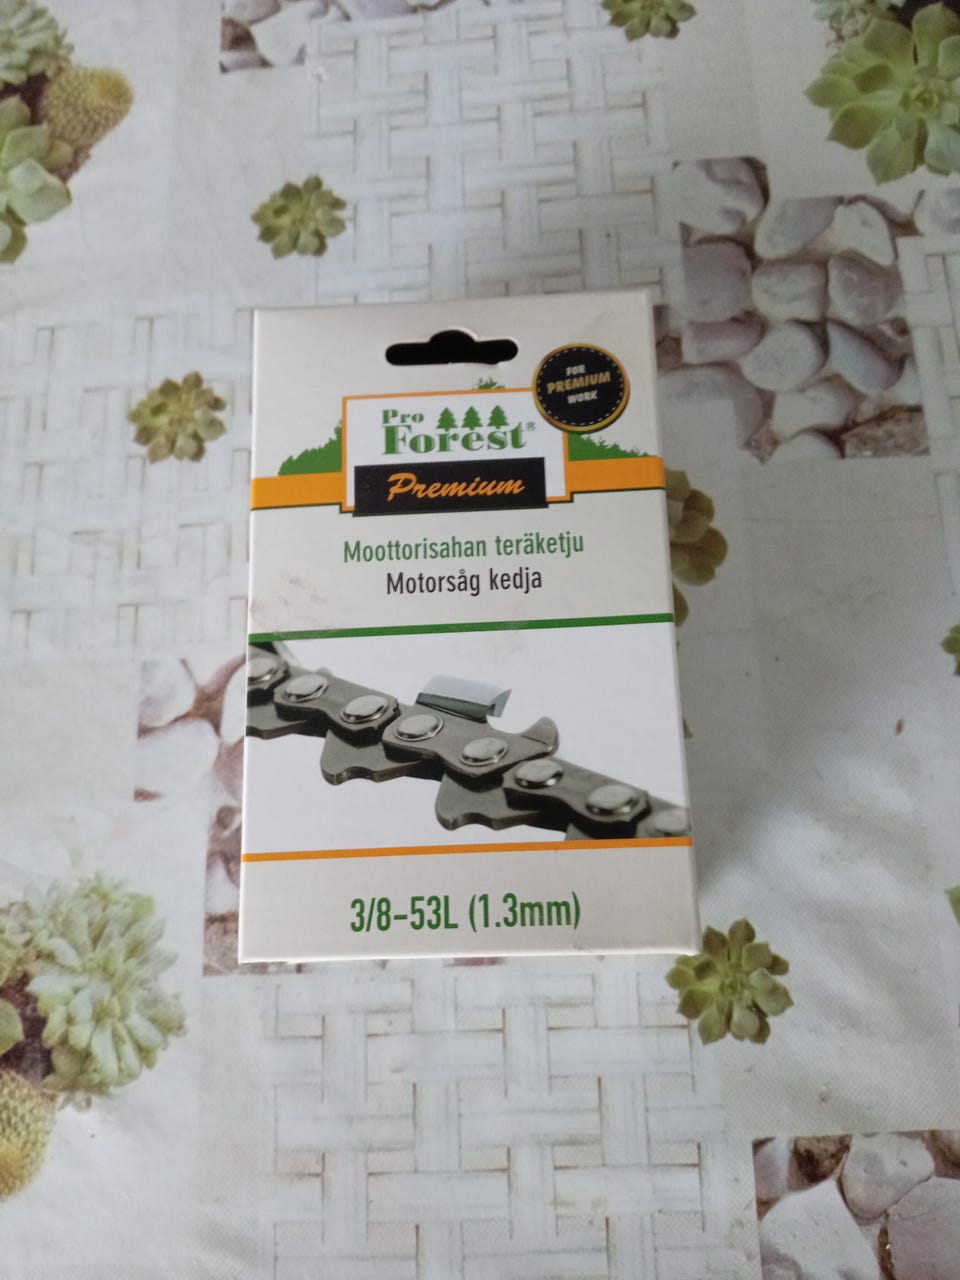 FOR
PREMIUM
WORK
Pro
Forest®
Premium
Moottorisahan teräketju
Motorsåg kedja
3/8-53L (1.3mm)